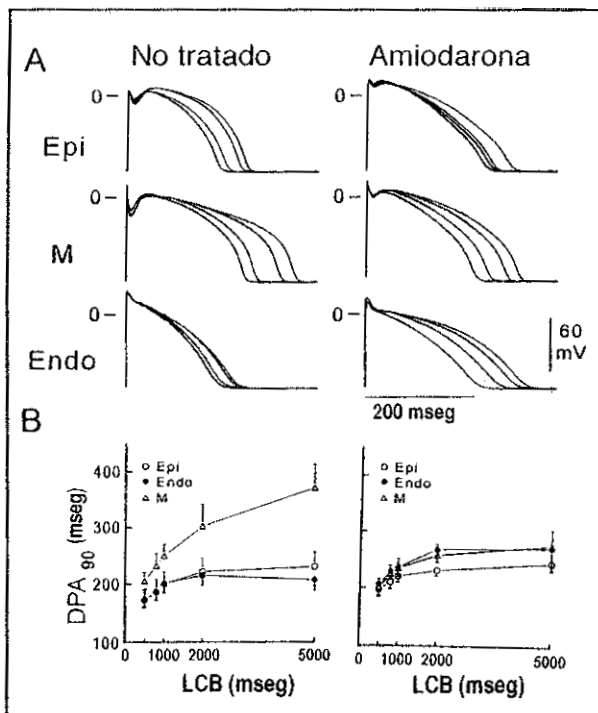 A
No tratado
Amiodarona
0
0
Epi
0
0
M
0
0
60
mV
Endo
200 mseg
B
Epi
Endo
M
Epi
Endo
M
400
300
200
100
DPA 90 (mseg)
0 1000 2000 5000
0 1000 2000 5000
LCB (mseg)
LCB (mseg)